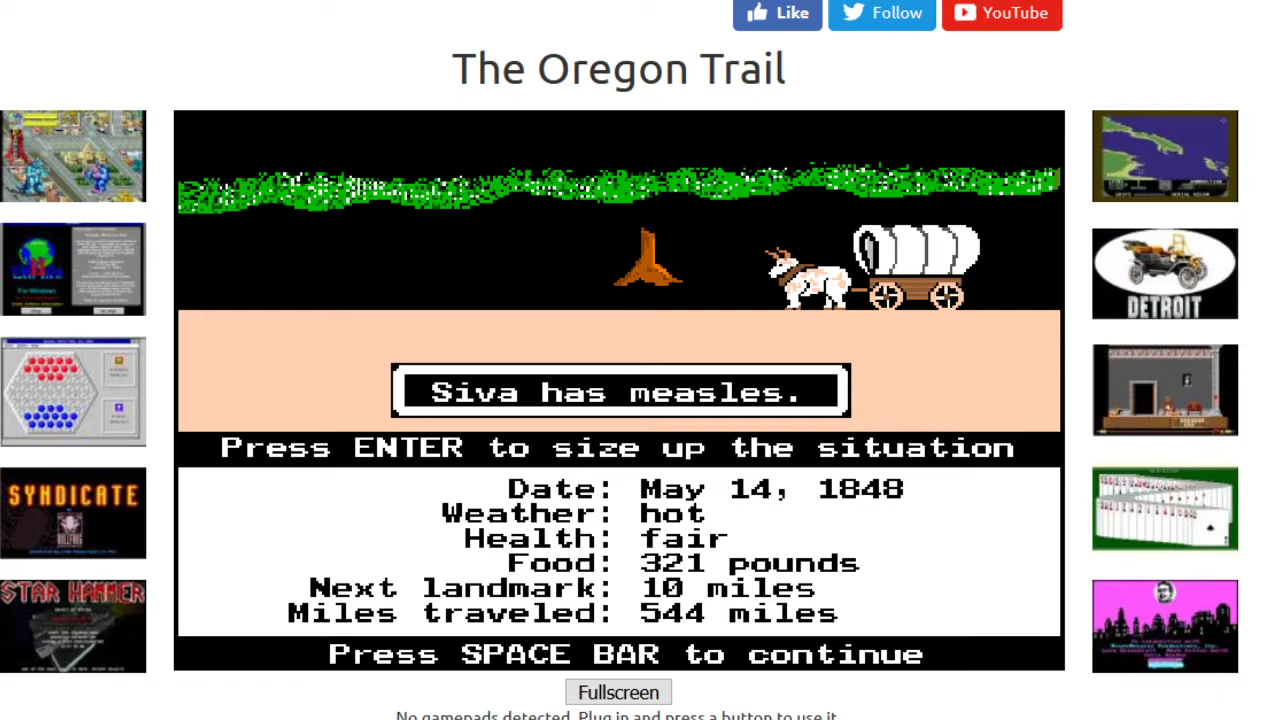 Like Follow YouTube
The Oregon Trail
Siva has measles.
Press ENTER to size up the situation
Date: May 14, 1848
Weather: hot
Health: fair
Food: 321 pounds
Next landmark: 10 miles
Miles traveled: 544 miles
Press SPACE BAR to continue
Fullscreen
No gamepads detected. Plug in and press a button to use it
SYNDICATE
STAR HAMMER
DETROIT